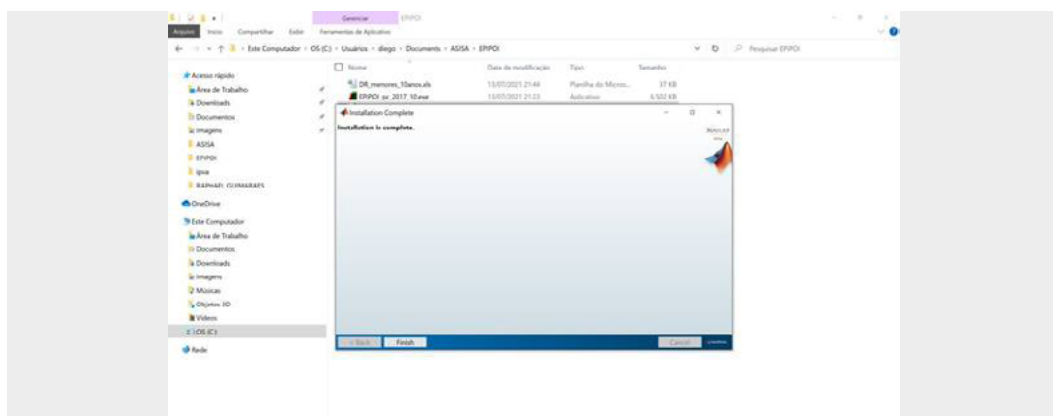 Gerenciar EPIPOI
Arquivo Início Compartilhar Exibir Ferramentas de Aplicativo
Este Computador OS (C:) Usuários diego Documents ASISA EPIPOI
Pesquisar EPIPOI
Nome Data de modificação Tipo Tamanho
DR_menores_10anos.xls 13/07/2021 21:44 Planilha do Micros... 37 KB
EPIPOI_pc_2017_10.exe 13/07/2021 21:23 Aplicativo 6.502 KB
Acesso rápido
Área de Trabalho
Downloads
Documentos
Imagens
ASISA
EPIPOI
RAPHAEL GUIMARAES
OneDrive
Este Computador
Área de Trabalho
Documentos
Downloads
Imagens
Músicas
Objetos 3D
Vídeos
OS (C:)
Rede
Installation Complete
Installation is complete.
< Back Finish Cancel